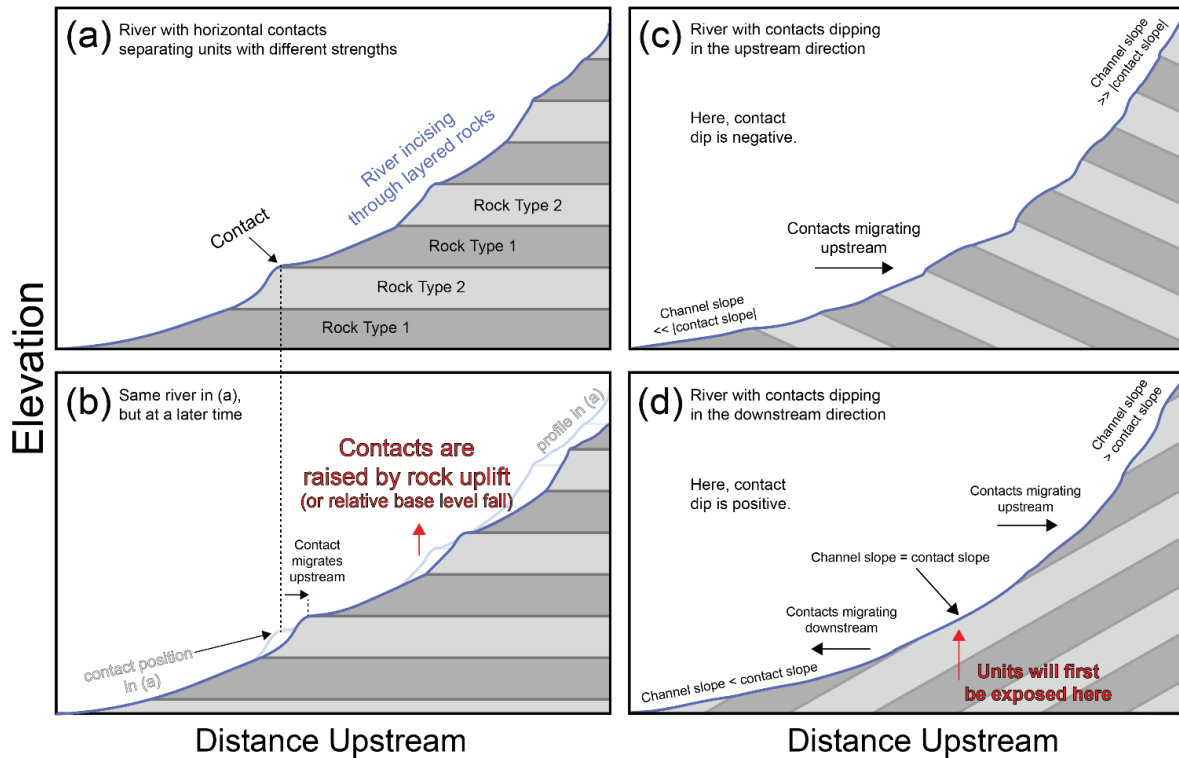 Elevation
(a)
River with horizontal contacts
separating units with different strengths
River incising
through layered rocks
Contact
Rock Type 2
Rock Type 1
Rock Type 2
Rock Type 1
(b)
Same river in (a),
but at a later time
profile in (a)
Contacts are
raised by rock uplift
(or relative base level fall)
Contact
migrates
upstream
contact position
in (a)
Distance Upstream
(c)
River with contacts dipping
in the upstream direction
Channel slope
>> |contact slope|
Here, contact
dip is negative.
Contacts migrating
upstream
Channel slope
<< |contact slope|
(d)
River with contacts dipping
in the downstream direction
Channel slope
> contact slope
Here, contact
dip is positive.
Contacts migrating
upstream
Channel slope = contact slope
Contacts migrating
downstream
Channel slope < contact slope
Units will first
be exposed here
Distance Upstream